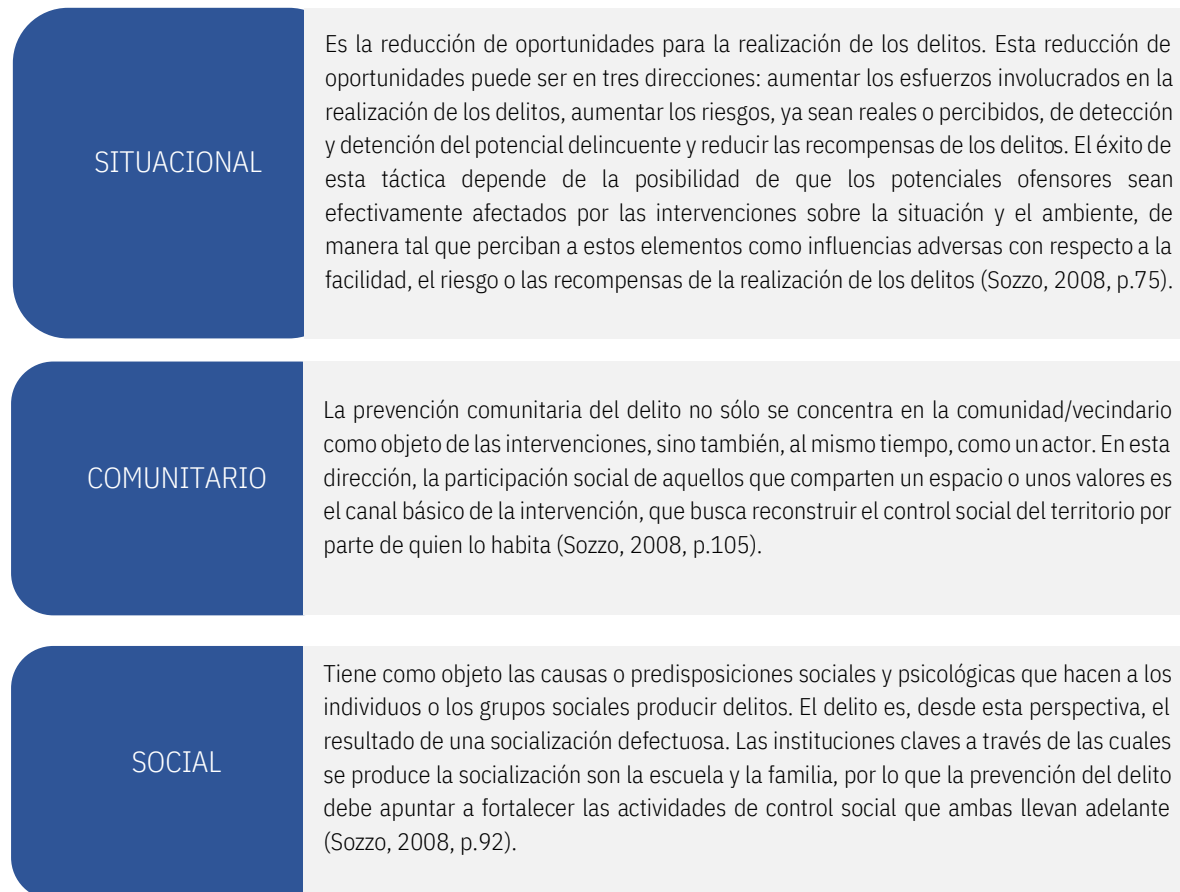 SITUACIONAL
Es la reducción de oportunidades para la realización de los delitos. Esta reducción de
oportunidades puede ser en tres direcciones: aumentar los esfuerzos involucrados en la
realización de los delitos, aumentar los riesgos, ya sean reales o percibidos, de detección
y detención del potencial delincuente y reducir las recompensas de los delitos. El éxito de
esta táctica depende de la posibilidad de que los potenciales ofensores sean
efectivamente afectados por las intervenciones sobre la situación y el ambiente, de
manera tal que perciban a estos elementos como influencias adversas con respecto a la
facilidad, el riesgo o las recompensas de la realización de los delitos (Sozzo, 2008, p.75).
COMUNITARIO
La prevención comunitaria del delito no sólo se concentra en la comunidad/vecindario
como objeto de las intervenciones, sino también, al mismo tiempo, como un actor. En esta
dirección, la participación social de aquellos que comparten un espacio o unos valores es
el canal básico de la intervención, que busca reconstruir el control social del territorio por
parte de quien lo habita (Sozzo, 2008, p.105).
SOCIAL
Tiene como objeto las causas o predisposiciones sociales y psicológicas que hacen a los
individuos o los grupos sociales producir delitos. El delito es, desde esta perspectiva, el
resultado de una socialización defectuosa. Las instituciones claves a través de las cuales
se produce la socialización son la escuela y la familia, por lo que la prevención del delito
debe apuntar a fortalecer las actividades de control social que ambas llevan adelante
(Sozzo, 2008, p.92).